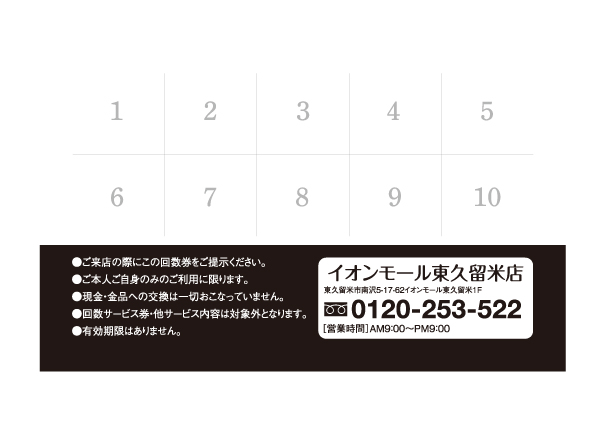 1 2 3 4 5
6 7 8 9 10
●ご来店の際にこの回数券をご提示ください。
●ご本人ご自身のみのご利用に限ります。
●現金・金品への交換は一切おこなっていません。
●回数サービス券・他サービス内容は対象外となります。
●有効期限はありません。
イオンモール東久留米店
東久留米市南沢5-17-62イオンモール東久留米1F
0120-253-522
[営業時間]AM9:00〜PM9:00